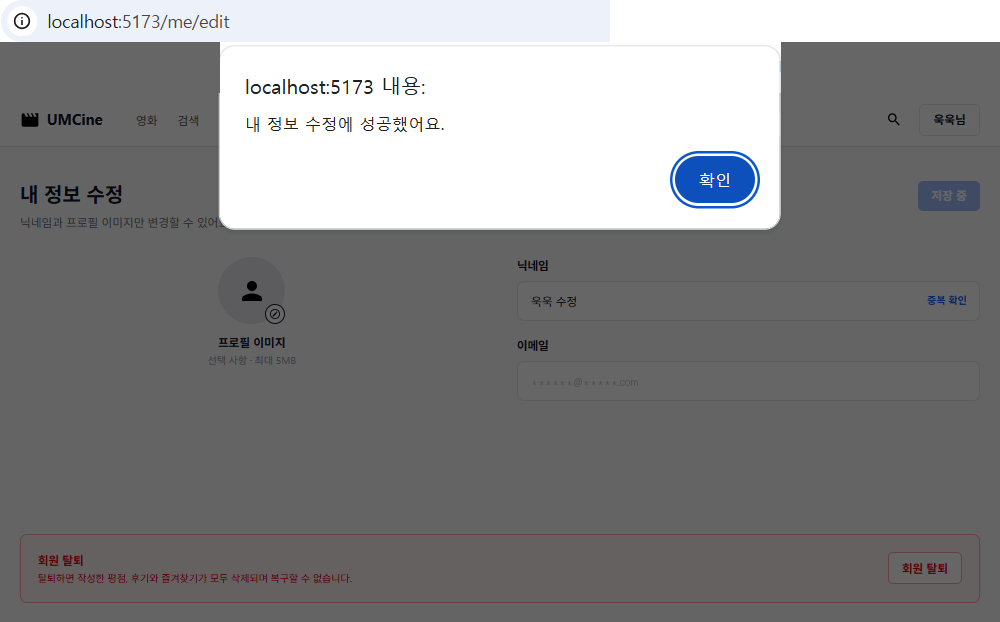 localhost:5173/me/edit
localhost:5173 내용:
내 정보 수정에 성공했어요.
확인
UMCine 영화 검색 욱욱님
내 정보 수정 저장 중
닉네임과 프로필 이미지만 변경할 수 있어
프로필 이미지
선택 사항 · 최대 5MB
닉네임
욱욱 수정 중복 확인
이메일
******@*****.com
회원 탈퇴
탈퇴하면 작성한 평점, 후기와 즐겨찾기가 모두 삭제되며 복구할 수 없습니다.
회원 탈퇴